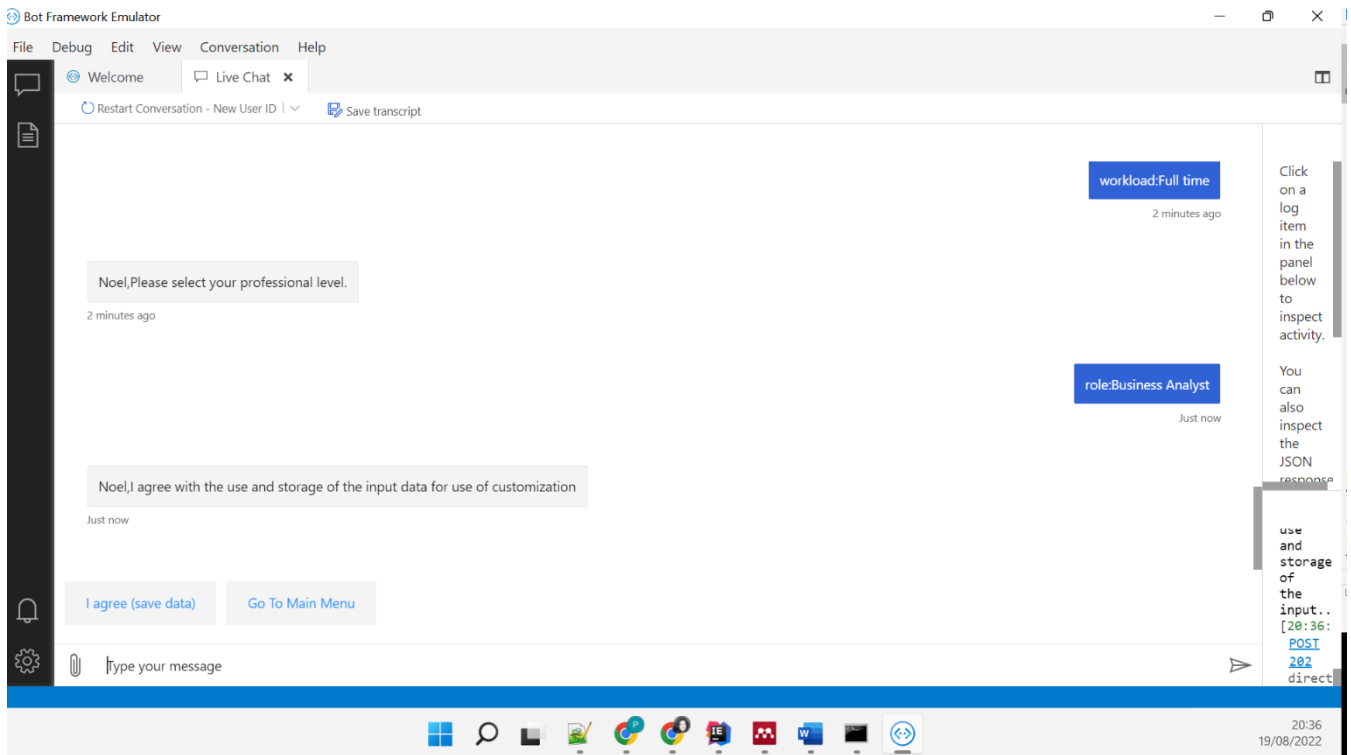 Bot Framework Emulator
File Debug Edit View Conversation Help
Welcome
Live Chat
Restart Conversation - New User ID
Save transcript
workload:Full time
2 minutes ago
Noel,Please select your professional level.
2 minutes ago
role:Business Analyst
Just now
Noel,I agree with the use and storage of the input data for use of customization
Just now
I agree (save data) Go To Main Menu
Type your message
Click
on a
log
item
in the
panel
below
to
inspect
activity.
You
can
also
inspect
the
JSON
response
use
and
storage
of
the
input..
[20:36:
POST
202
direct
20:36
19/08/2022